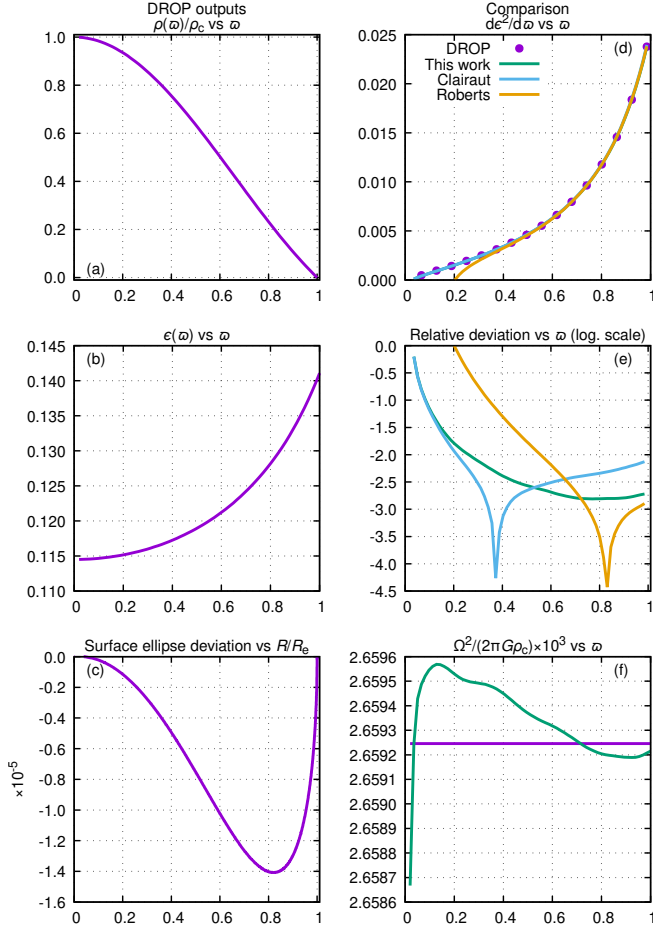 DROP outputs
ρ(ϖ)/ρc vs ϖ
1.0
0.8
0.6
0.4
0.2
0.0
(a)
0.2 0.4 0.6 0.8 1
Comparison
dϵ²/dϖ vs ϖ
0.025
0.020
0.015
0.010
0.005
0.000
DROP
This work
Clairaut
Roberts
(d)
0 0.2 0.4 0.6 0.8 1
ϵ(ϖ) vs ϖ
0.145
0.140
0.135
0.130
0.125
0.120
0.115
0.110
(b)
0 0.2 0.4 0.6 0.8 1
Relative deviation vs ϖ (log. scale)
0.0
-0.5
-1.0
-1.5
-2.0
-2.5
-3.0
-3.5
-4.0
-4.5
(e)
0 0.2 0.4 0.6 0.8 1
Surface ellipse deviation vs R/Re
0.0
-0.2
-0.4
-0.6
-0.8
-1.0
-1.2
-1.4
-1.6
×10⁻⁵
(c)
0 0.2 0.4 0.6 0.8 1
Ω²/(2πGρc)×10³ vs ϖ
2.6596
2.6595
2.6594
2.6593
2.6592
2.6591
2.6590
2.6589
2.6588
2.6587
2.6586
(f)
0 0.2 0.4 0.6 0.8 1